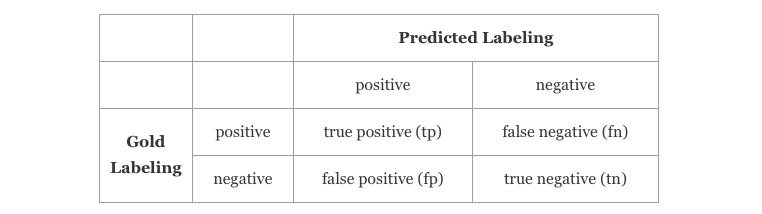 Predicted Labeling
positive negative
Gold Labeling
positive true positive (tp) false negative (fn)
negative false positive (fp) true negative (tn)